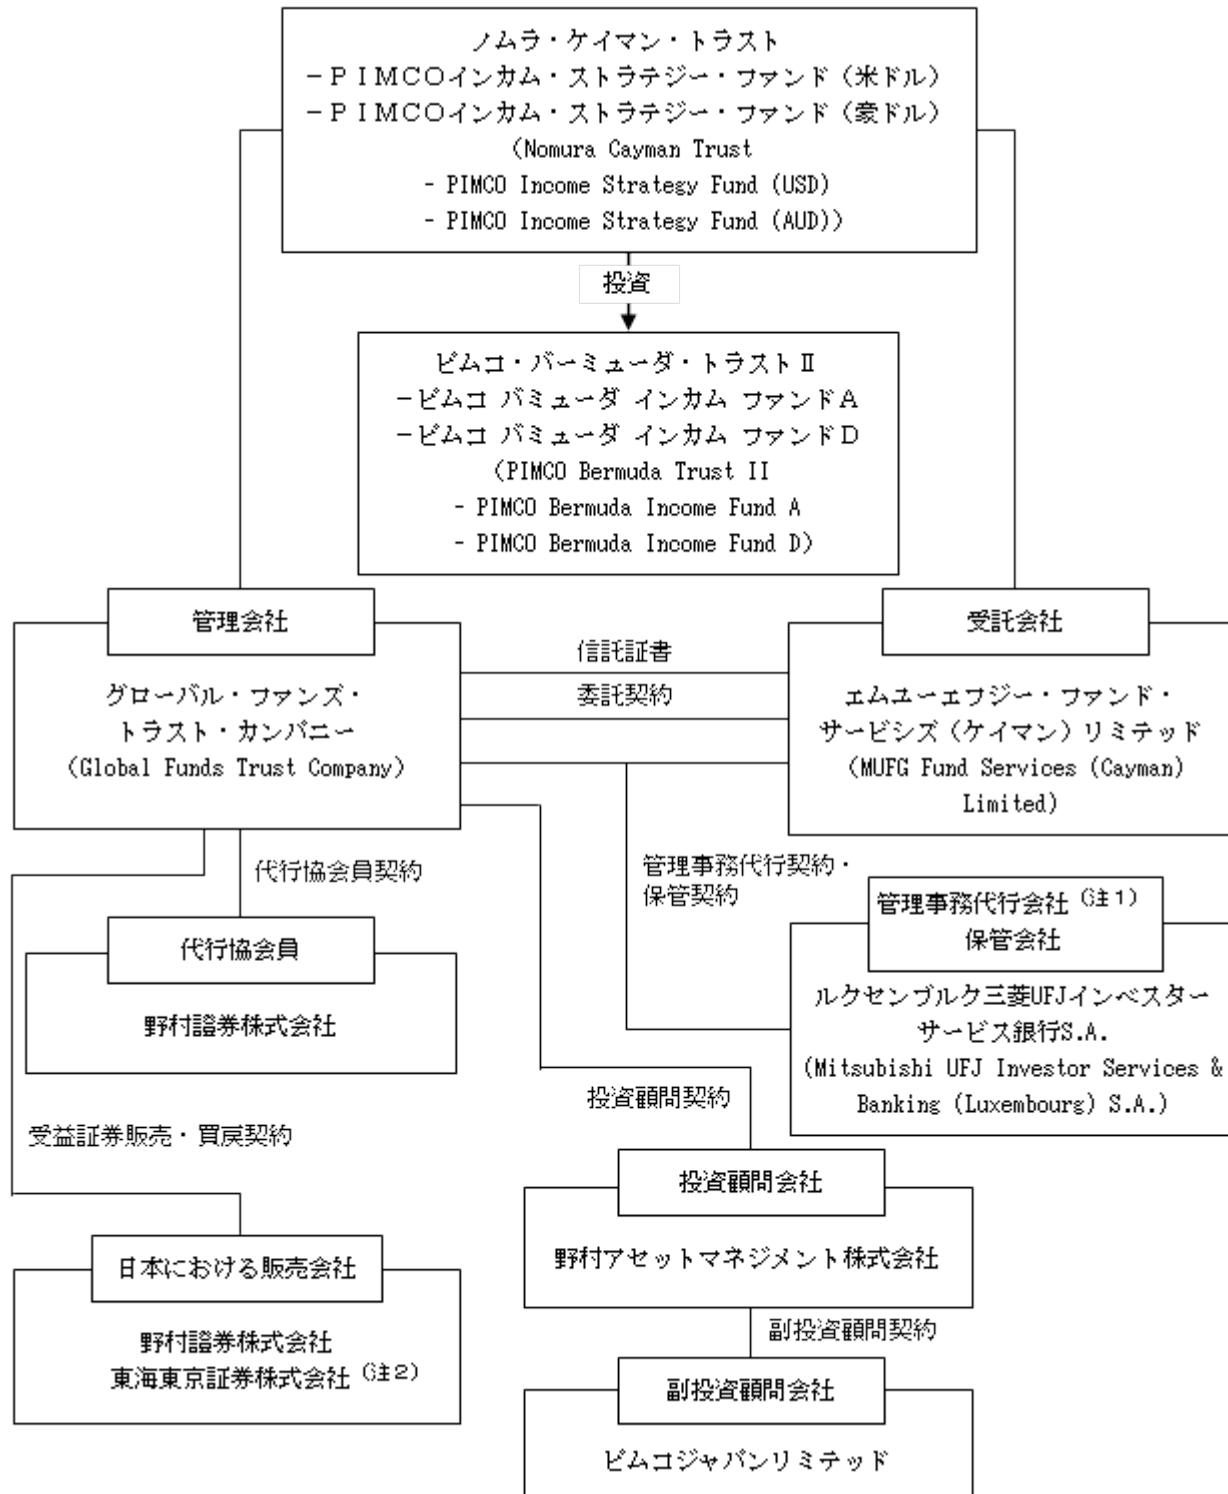 ノムラ・ケイマン・トラスト
－ＰＩＭＣＯインカム・ストラテジー・ファンド（米ドル）
－ＰＩＭＣＯインカム・ストラテジー・ファンド（豪ドル）
(Nomura Cayman Trust
- PIMCO Income Strategy Fund (USD)
- PIMCO Income Strategy Fund (AUD))
投資
ピムコ・バーミューダ・トラストⅡ
－ピムコ バミューダ インカム ファンドＡ
－ピムコ バミューダ インカム ファンドＤ
(PIMCO Bermuda Trust II
- PIMCO Bermuda Income Fund A
- PIMCO Bermuda Income Fund D)
管理会社
グローバル・ファンズ・
トラスト・カンパニー
(Global Funds Trust Company)
信託証書
委託契約
受託会社
エムユーエフジー・ファンド・
サービシズ（ケイマン）リミテッド
(MUFG Fund Services (Cayman)
Limited)
代行協会員契約
管理事務代行契約・
保管契約
代行協会員
野村證券株式会社
管理事務代行会社（注１）
保管会社
ルクセンブルク三菱UFJインベスター
サービス銀行S.A.
(Mitsubishi UFJ Investor Services &
Banking (Luxembourg) S.A.)
投資顧問契約
受益証券販売・買戻契約
投資顧問会社
野村アセットマネジメント株式会社
日本における販売会社
野村證券株式会社
東海東京証券株式会社（注２）
副投資顧問契約
副投資顧問会社
ピムコジャパンリミテッド